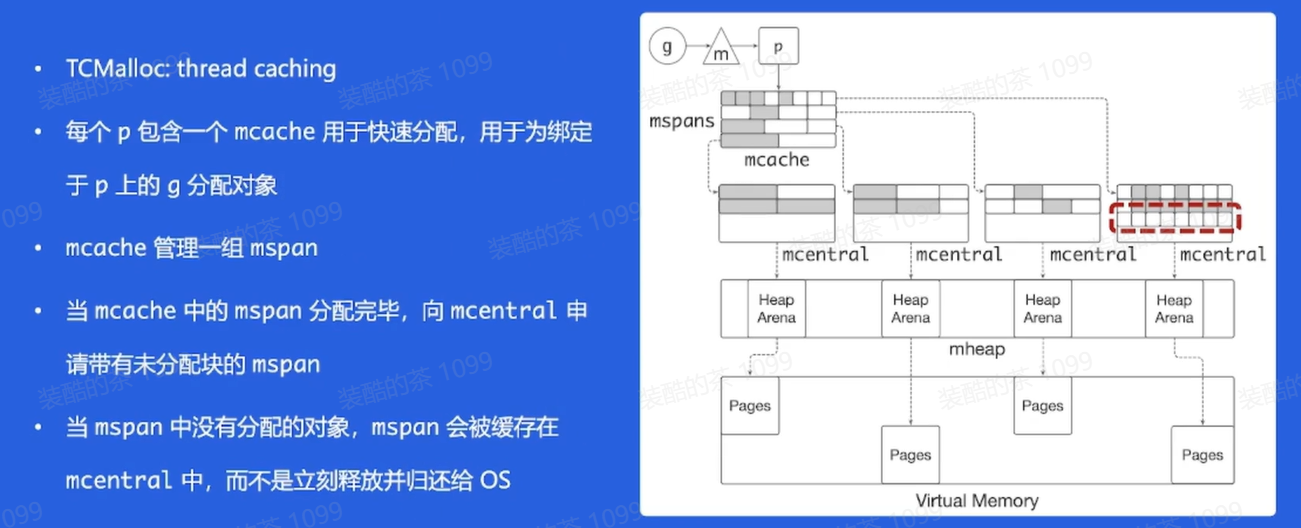 TCMalloc: thread caching
每个 p 包含一个 mcache 用于快速分配，用于为绑定
于 p 上的 g 分配对象
mcache 管理一组 mspan
当 mcache 中的 mspan 分配完毕，向 mcentral 申
请带有未分配块的 mspan
当 mspan 中没有分配的对象，mspan 会被缓存在
mcentral 中，而不是立刻释放并归还给 OS
g
m
p
mspans
mcache
mcentral
mcentral
mcentral
mcentral
Heap
Arena
Heap
Arena
Heap
Arena
Heap
Arena
mheap
Pages
Pages
Pages
Pages
Virtual Memory
装酷的茶 1099